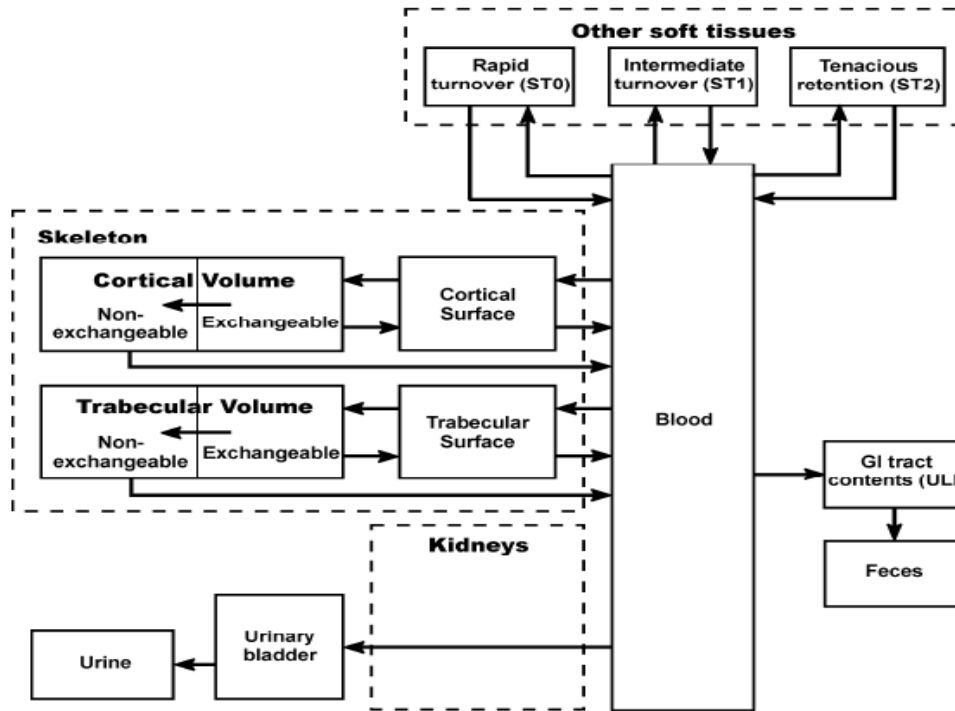 Other soft tissues
Rapid
turnover (ST0)
Intermediate
turnover (ST1)
Tenacious
retention (ST2)
Skeleton
Cortical Volume
Non-
exchangeable
Exchangeable
Cortical
Surface
Trabecular Volume
Non-
exchangeable
Exchangeable
Trabecular
Surface
Blood
GI tract
contents (UL
Feces
Kidneys
Urinary
bladder
Urine